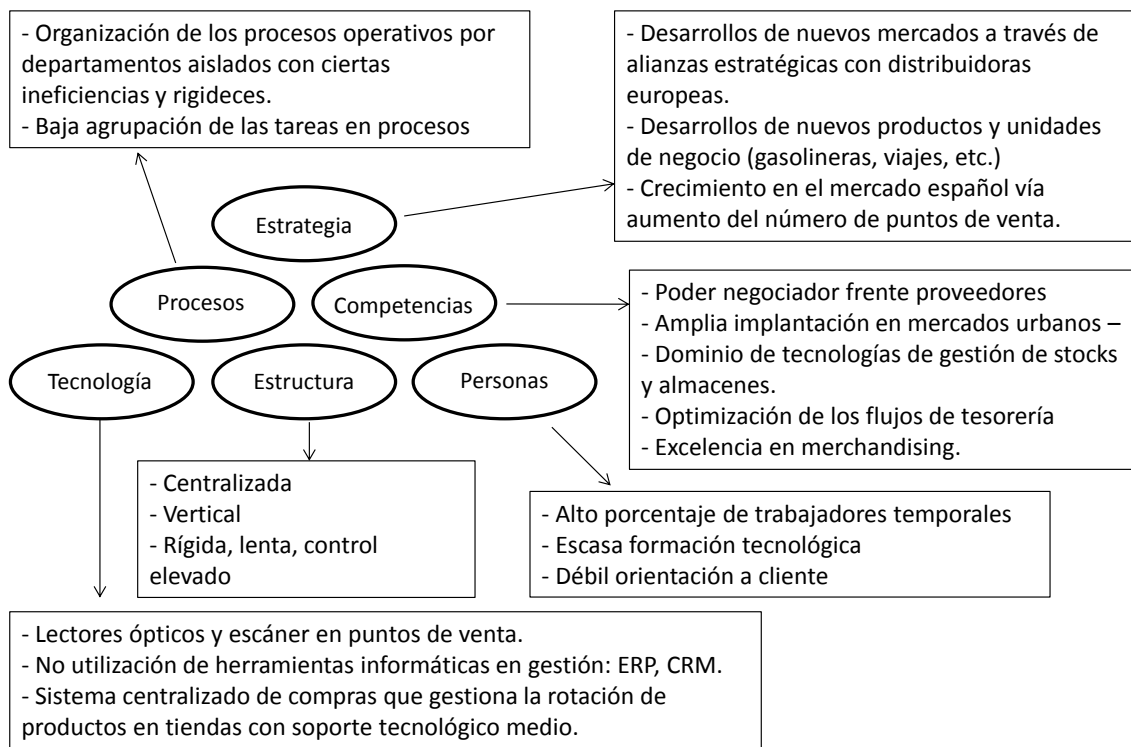 - Organización de los procesos operativos por
departamentos aislados con ciertas
ineficiencias y rigideces.
- Baja agrupación de las tareas en procesos
- Desarrollos de nuevos mercados a través de
alianzas estratégicas con distribuidoras
europeas.
- Desarrollos de nuevos productos y unidades
de negocio (gasolineras, viajes, etc.)
- Crecimiento en el mercado español vía
aumento del número de puntos de venta.
Estrategia
Procesos
Competencias
- Poder negociador frente proveedores
- Amplia implantación en mercados urbanos –
- Dominio de tecnologías de gestión de stocks
y almacenes.
- Optimización de los flujos de tesorería
- Excelencia en merchandising.
Tecnología
Estructura
Personas
- Centralizada
- Vertical
- Rígida, lenta, control
elevado
- Alto porcentaje de trabajadores temporales
- Escasa formación tecnológica
- Débil orientación a cliente
- Lectores ópticos y escáner en puntos de venta.
- No utilización de herramientas informáticas en gestión: ERP, CRM.
- Sistema centralizado de compras que gestiona la rotación de
productos en tiendas con soporte tecnológico medio.